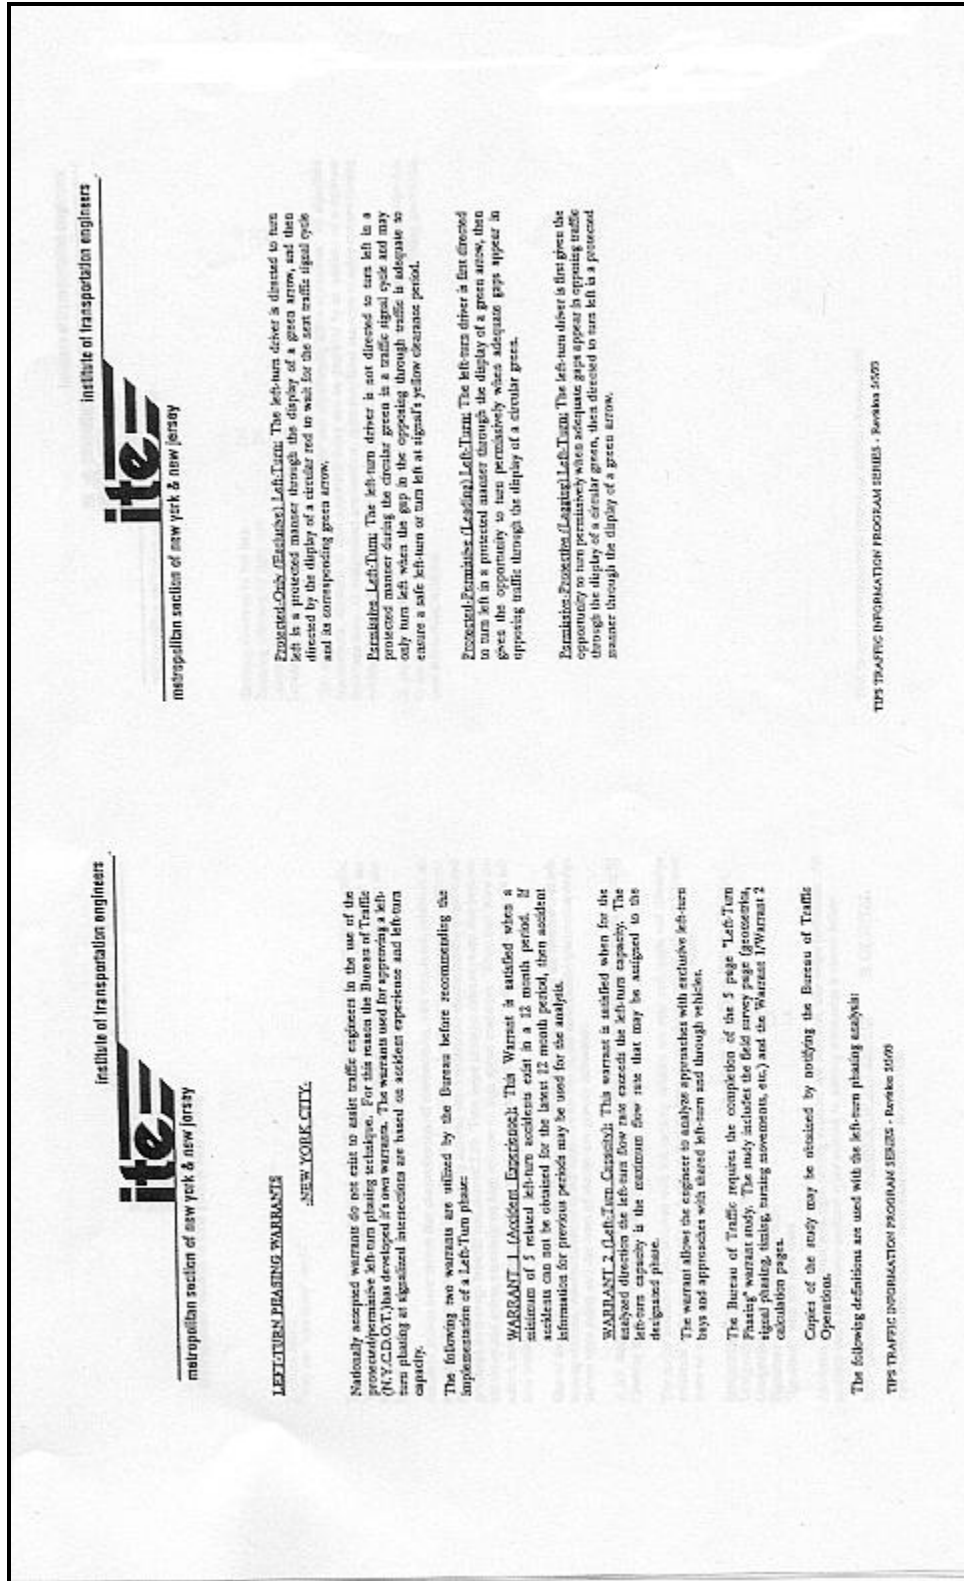 institute of transportation engineers
ite
metropolitan section of new york & new jersey
LEFT-TURN PHASING WARRANTS
NEW YORK CITY
Nationally accepted warrants do not exist to assist traffic engineers in the use of the
protected/permissive left-turn phasing technique. For this reason the Bureau of Traffic
(N.Y.C.D.O.T.) has developed it's own warrants. The warrants used for approving a left-
turn phasing at signalized intersections are based on accident experience and left-turn
capacity.
The following two warrants are utilized by the Bureau before recommending the
implementation of a Left-Turn phase:
WARRANT 1 (Accident Experience): This Warrant is satisfied when a
minimum of 5 related left-turn accidents exist in a 12 month period. If
accidents can not be obtained for the latest 12 month period, then accident
information for previous periods may be used for the analysis.
WARRANT 2 (Left-Turn Capacity): This warrant is satisfied when for the
analyzed direction the left-turn flow rate exceeds the left-turn capacity. The
left-turn capacity is the maximum flow rate that may be assigned to the
designated phase.
The warrant allows the engineer to analyze approaches with exclusive left-turn
bays and approaches with shared left-turn and through vehicles.
The Bureau of Traffic requires the completion of the 5 page "Left-Turn
Phasing" warrant study. The study includes the field survey page (geometrics,
signal phasing, timing, turning movements, etc.) and the Warrant 1/Warrant 2
calculation pages.
Copies of the study may be obtained by notifying the Bureau of Traffic
Operations.
The following definitions are used with the left-turn phasing analysis:
TIPS TRAFFIC INFORMATION PROGRAM SERIES - Revision
institute of transportation engineers
ite
metropolitan section of new york & new jersey
Protected-Only (Exclusive) Left-Turn: The left-turn driver is directed to turn
left in a protected manner through the display of a green arrow, and then
directed by the display of a circular red to wait for the next traffic signal cycle
and its corresponding green arrow.
Permissive Left-Turn: The left-turn driver is not directed to turn left in a
protected manner during the circular green in a traffic signal cycle and may
only turn left when the gap in the opposing through traffic is adequate to
ensure a safe left-turn or turn left at signal's yellow clearance period.
Protected-Permissive (Leading) Left-Turn: The left-turn driver is first directed
to turn left in a protected manner through the display of a green arrow, then
given the opportunity to turn permissively when adequate gaps appear in
opposing traffic through the display of a circular green.
Permissive-Protective (Lagging) Left-Turn: The left-turn driver is first given the
opportunity to turn permissively when adequate gaps appear in opposing traffic
through the display of a circular green, then directed to turn left in a protected
manner through the display of a green arrow.
TIPS TRAFFIC INFORMATION PROGRAM SERIES - Revision